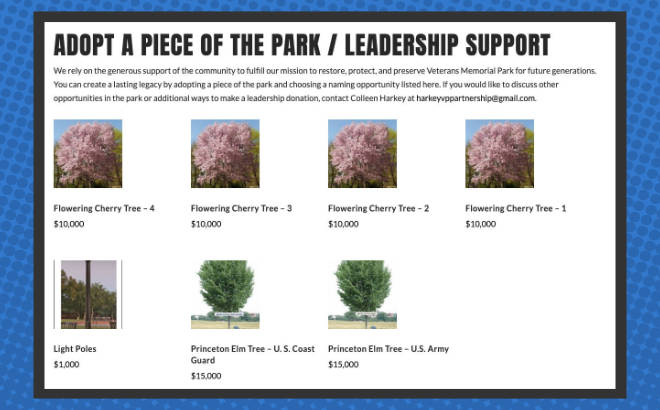 ADOPT A PIECE OF THE PARK / LEADERSHIP SUPPORT
We rely on the generous support of the community to fulfill our mission to restore, protect, and preserve Veterans Memorial Park for future generations.
You can create a lasting legacy by adopting a piece of the park and choosing a naming opportunity listed here. If you would like to discuss other
opportunities in the park or additional ways to make a leadership donation, contact Colleen Harkey at harkeyvppartnership@gmail.com.
Flowering Cherry Tree – 4
$10,000
Flowering Cherry Tree – 3
$10,000
Flowering Cherry Tree – 2
$10,000
Flowering Cherry Tree – 1
$10,000
Light Poles
$1,000
Princeton Elm Tree – U. S. Coast
Guard
$15,000
Princeton Elm Tree – U.S. Army
$15,000